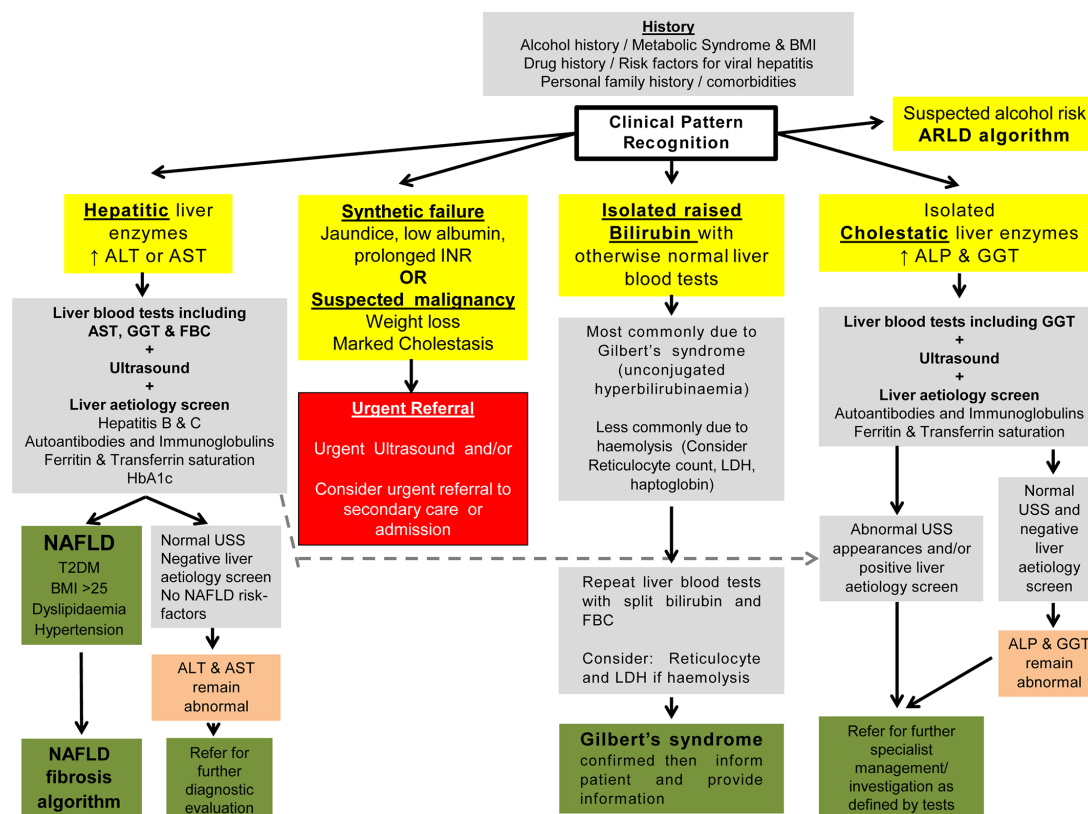 History
Alcohol history / Metabolic Syndrome & BMI
Drug history / Risk factors for viral hepatitis
Personal family history / comorbidities
Clinical Pattern
Recognition
Suspected alcohol risk
ARLD algorithm
Hepatitic liver
enzymes
↑ ALT or AST
Synthetic failure
Jaundice, low albumin,
prolonged INR
OR
Suspected malignancy
Weight loss
Marked Cholestasis
Isolated raised
Bilirubin with
otherwise normal liver
blood tests
Isolated
Cholestatic liver enzymes
↑ ALP & GGT
Liver blood tests including
AST, GGT & FBC
+
Ultrasound
+
Liver aetiology screen
Hepatitis B & C
Autoantibodies and Immunoglobulins
Ferritin & Transferrin saturation
HbA1c
Urgent Referral
Urgent Ultrasound and/or
Consider urgent referral to
secondary care or
admission
Most commonly due to
Gilbert's syndrome
(unconjugated
hyperbilirubinaemia)
Less commonly due to
haemolysis (Consider
Reticulocyte count, LDH,
haptoglobin)
Liver blood tests including GGT
+
Ultrasound
+
Liver aetiology screen
Autoantibodies and Immunoglobulins
Ferritin & Transferrin saturation
NAFLD
T2DM
BMI >25
Dyslipidaemia
Hypertension
Normal USS
Negative liver
aetiology screen
No NAFLD risk-
factors
Repeat liver blood tests
with split bilirubin and
FBC
Consider: Reticulocyte
and LDH if haemolysis
Abnormal USS
appearances and/or
positive liver
aetiology screen
Normal
USS and
negative
liver
aetiology
screen
ALT & AST
remain
abnormal
ALP & GGT
remain
abnormal
NAFLD
fibrosis
algorithm
Refer for
further
diagnostic
evaluation
Gilbert's syndrome
confirmed then inform
patient and provide
information
Refer for further
specialist
management/
investigation as
defined by tests